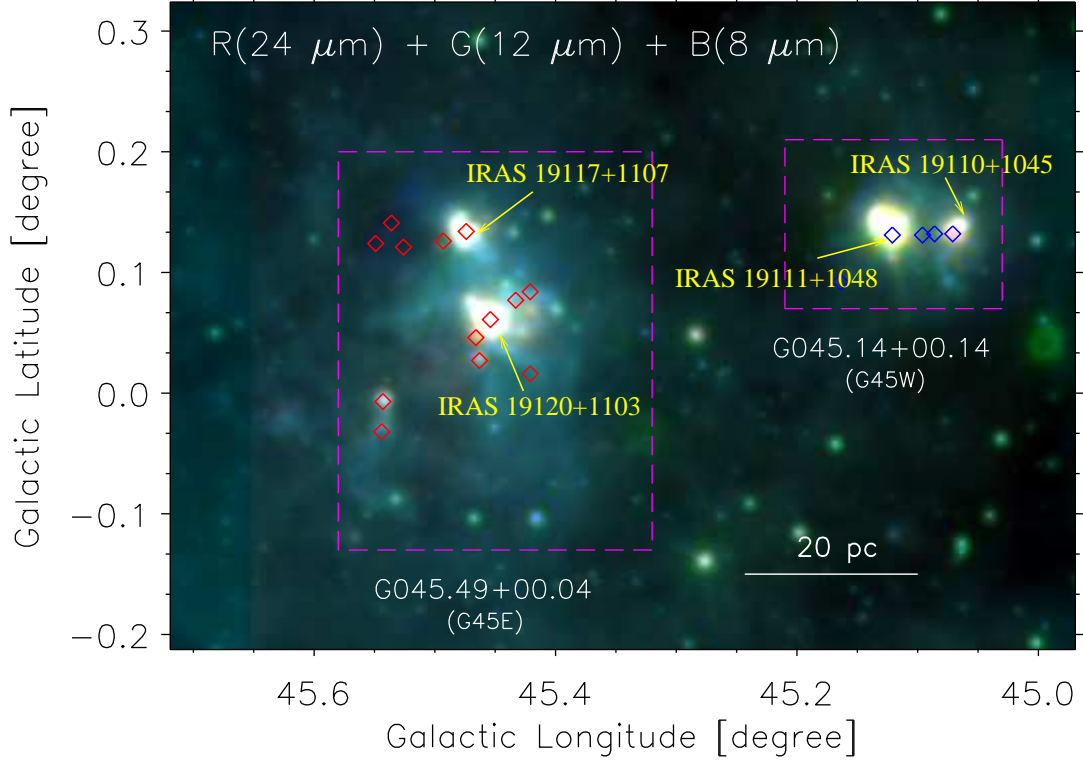 R(24 μm) + G(12 μm) + B(8 μm)
0.3
0.2
0.1
0.0
−0.1
−0.2
Galactic Latitude [degree]
IRAS 19117+1107
IRAS 19110+1045
IRAS 19111+1048
G045.14+00.14
(G45W)
IRAS 19120+1103
20 pc
G045.49+00.04
(G45E)
45.6 45.4 45.2 45.0
Galactic Longitude [degree]